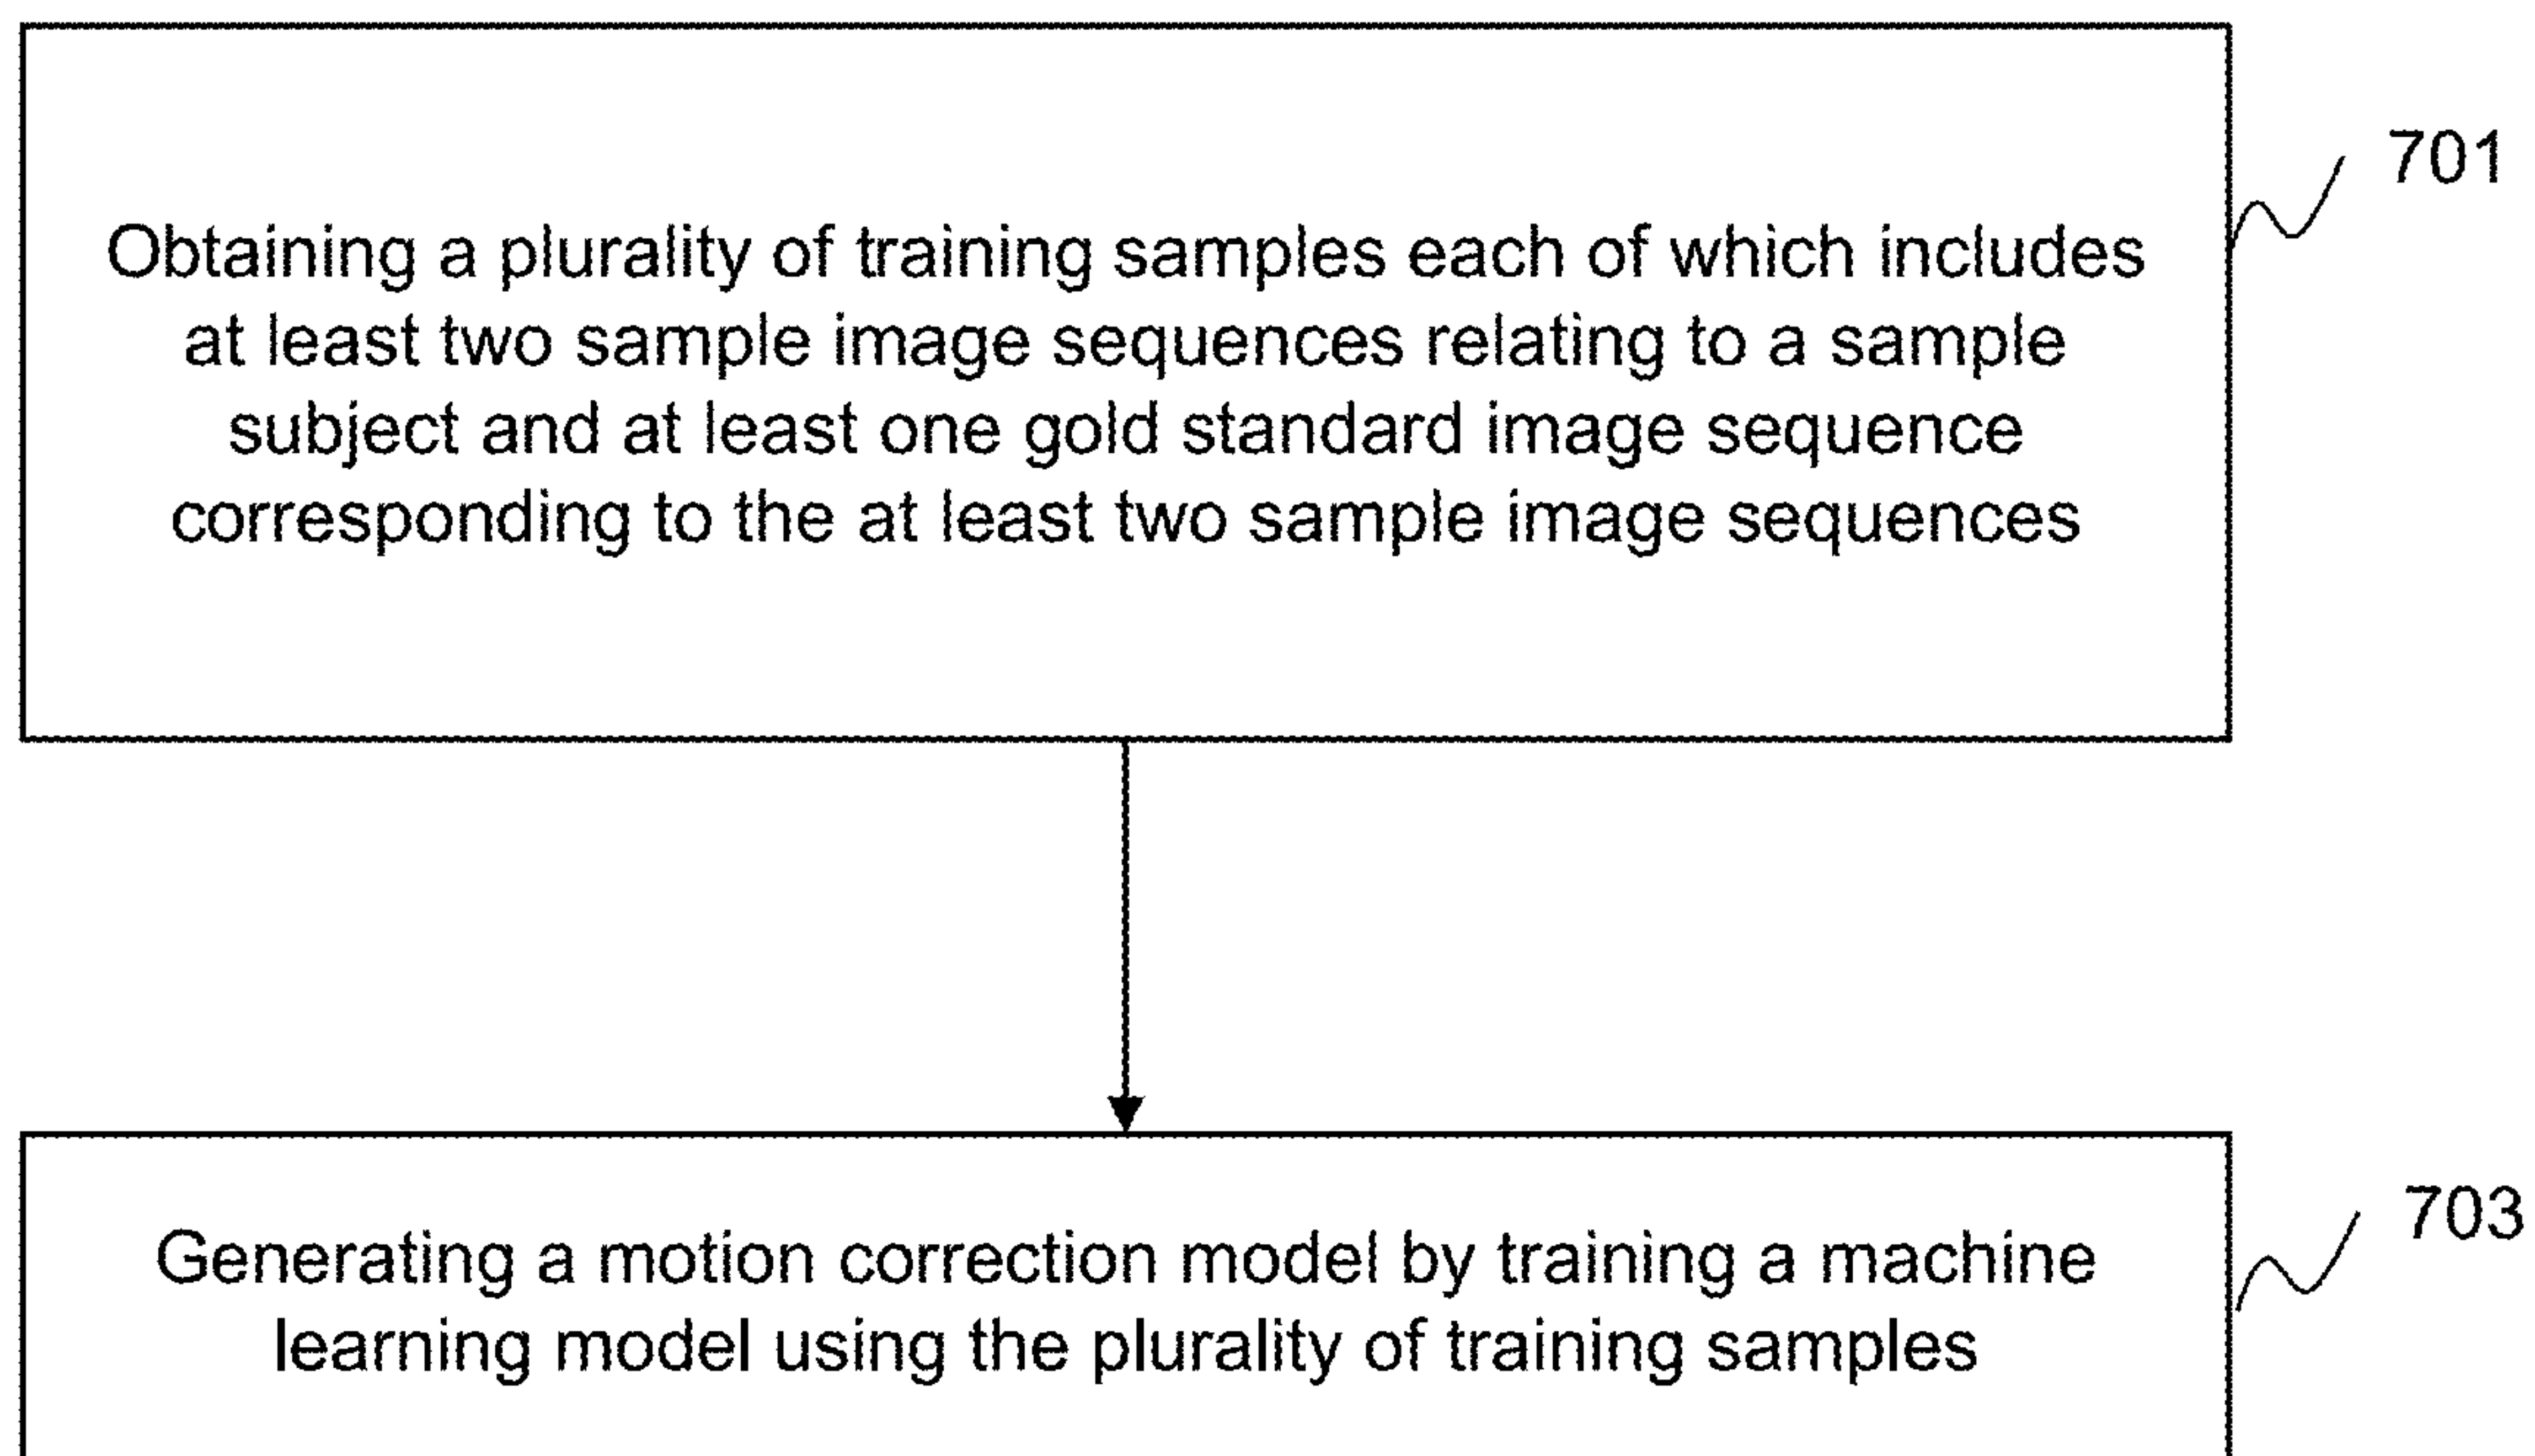 701
Obtaining a plurality of training samples each of which includes
at least two sample image sequences relating to a sample
subject and at least one gold standard image sequence
corresponding to the at least two sample image sequences
703
Generating a motion correction model by training a machine
learning model using the plurality of training samples